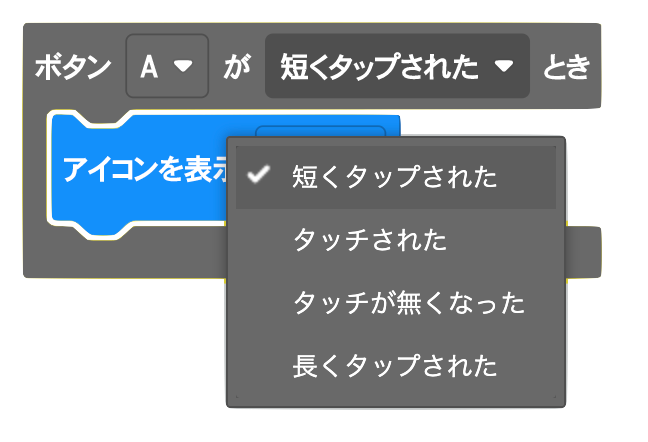 ボタン A が 短くタップされた とき
アイコンを表示
短くタップされた
タッチされた
タッチが無くなった
長くタップされた